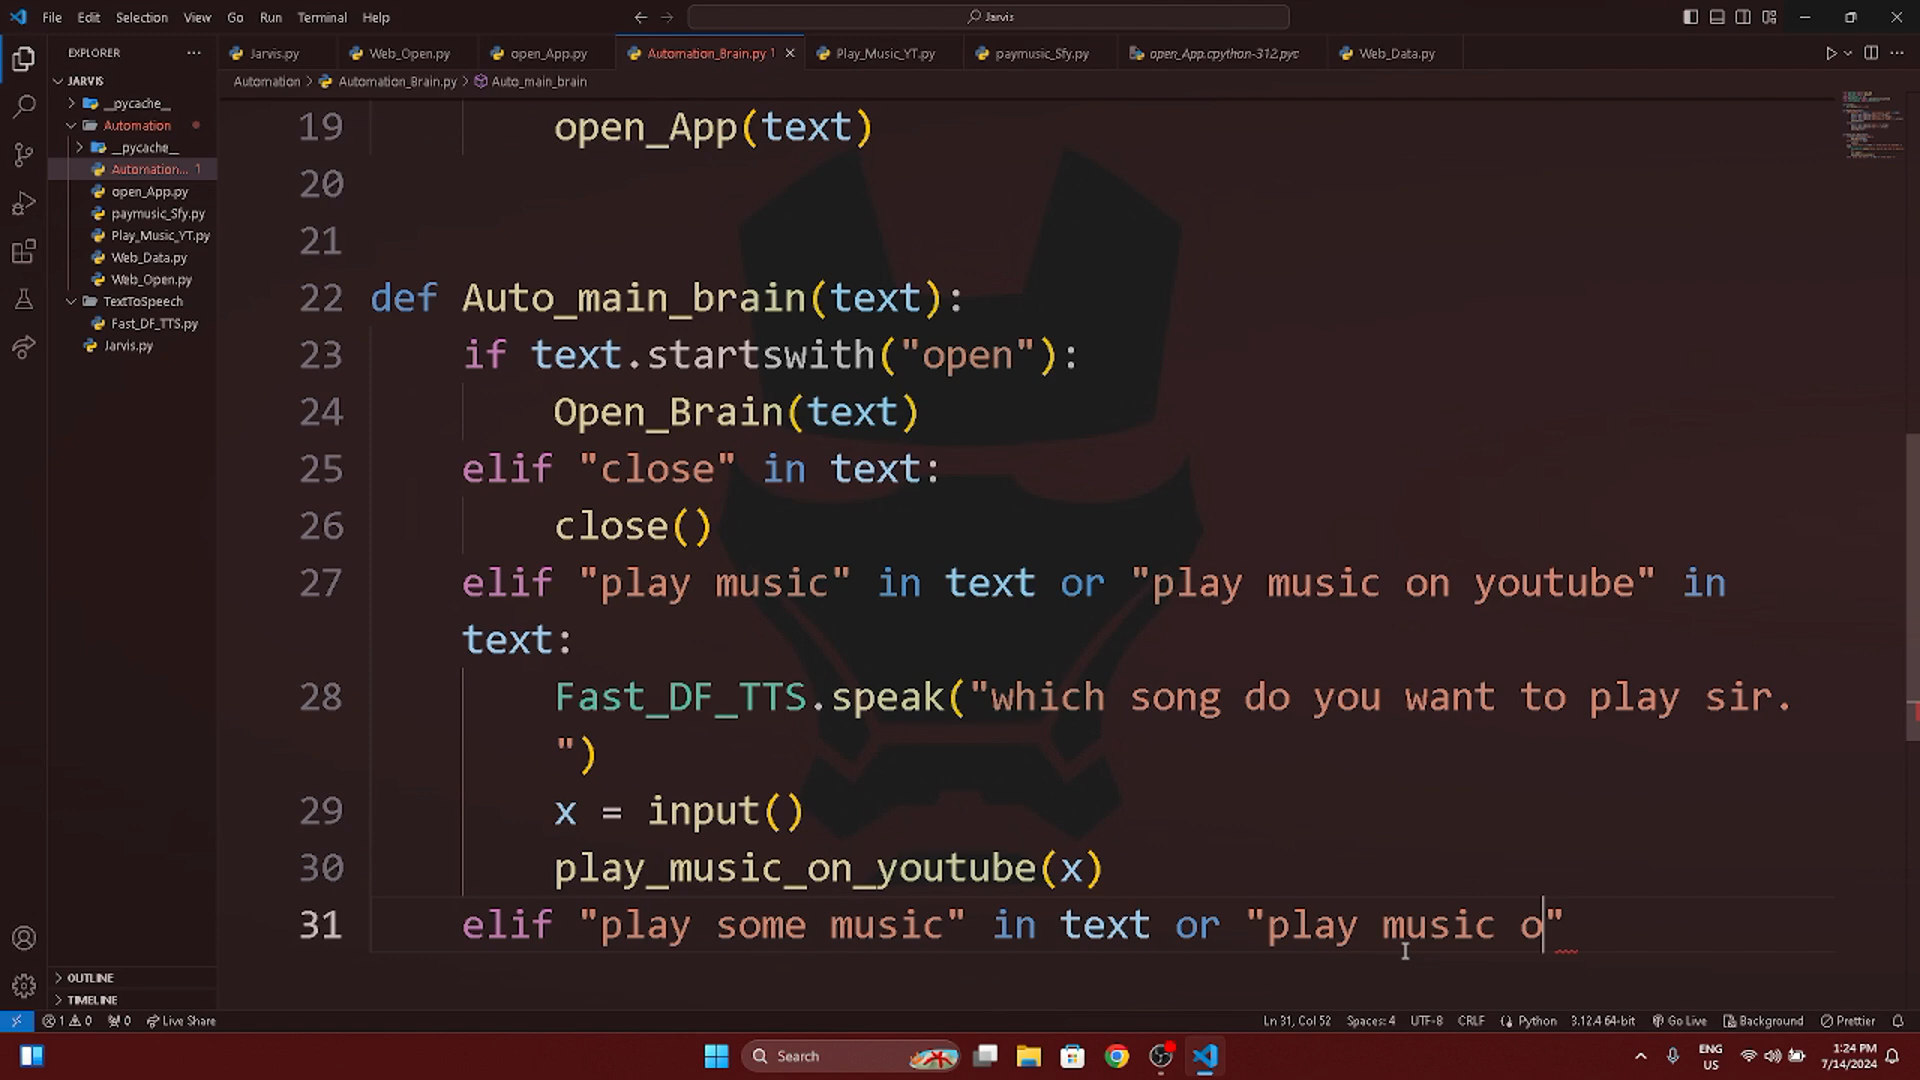 File Edit Selection View Go Run Terminal Help
Jarvis
EXPLORER
Jarvis.py
Web_Open.py
open_App.py
Automation_Brain.py 1
Play_Music_YT.py
paymusic_Sfy.py
open_App.cpython-312.pyc
Web_Data.py
Automation > Automation_Brain.py > Auto_main_brain
JARVIS
__pycache__
Automation
__pycache__
Automation... 1
open_App.py
paymusic_Sfy.py
Play_Music_YT.py
Web_Data.py
Web_Open.py
TextToSpeech
Fast_DF_TTS.py
Jarvis.py
OUTLINE
TIMELINE
19 open_App(text)
20
21
22 def Auto_main_brain(text):
23 if text.startswith("open"):
24 Open_Brain(text)
25 elif "close" in text:
26 close()
27 elif "play music" in text or "play music on youtube" in
text:
28 Fast_DF_TTS.speak("which song do you want to play sir.
")
29 x = input()
30 play_music_on_youtube(x)
31 elif "play some music" in text or "play music o"
1 0 0 Live Share
Ln 31, Col 52 Spaces: 4 UTF-8 CRLF Python 3.12.4 64-bit Go Live Background Prettier
Search
ENG
US
1:24 PM
7/14/2024